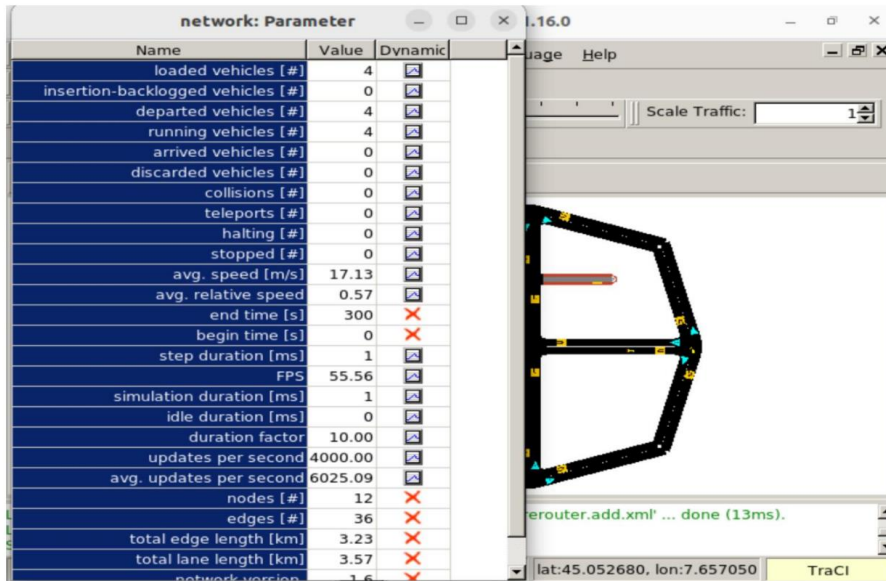 network: Parameter
1.16.0
Name Value Dynamic
uage Help
loaded vehicles [#] 4
insertion-backlogged vehicles [#] 0
departed vehicles [#] 4
running vehicles [#] 4
Scale Traffic: 1
arrived vehicles [#] 0
discarded vehicles [#] 0
collisions [#] 0
teleports [#] 0
halting [#] 0
stopped [#] 0
avg. speed [m/s] 17.13
avg. relative speed 0.57
end time [s] 300
begin time [s] 0
step duration [ms] 1
FPS 55.56
simulation duration [ms] 1
idle duration [ms] 0
duration factor 10.00
updates per second 4000.00
avg. updates per second 6025.09
nodes [#] 12
erouter.add.xml' ... done (13ms).
edges [#] 36
total edge length [km] 3.23
total lane length [km] 3.57
lat:45.052680, lon:7.657050 TraCI
network version 1.6